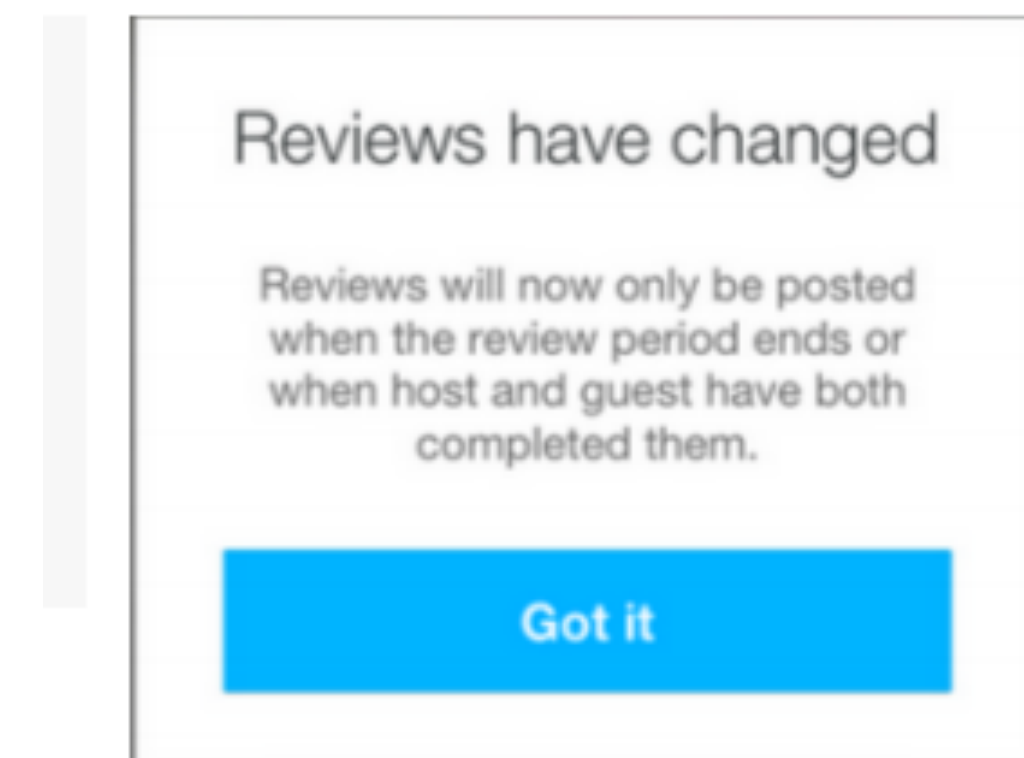 Reviews have changed
Reviews will now only be posted
when the review period ends or
when host and guest have both
completed them.
Got it